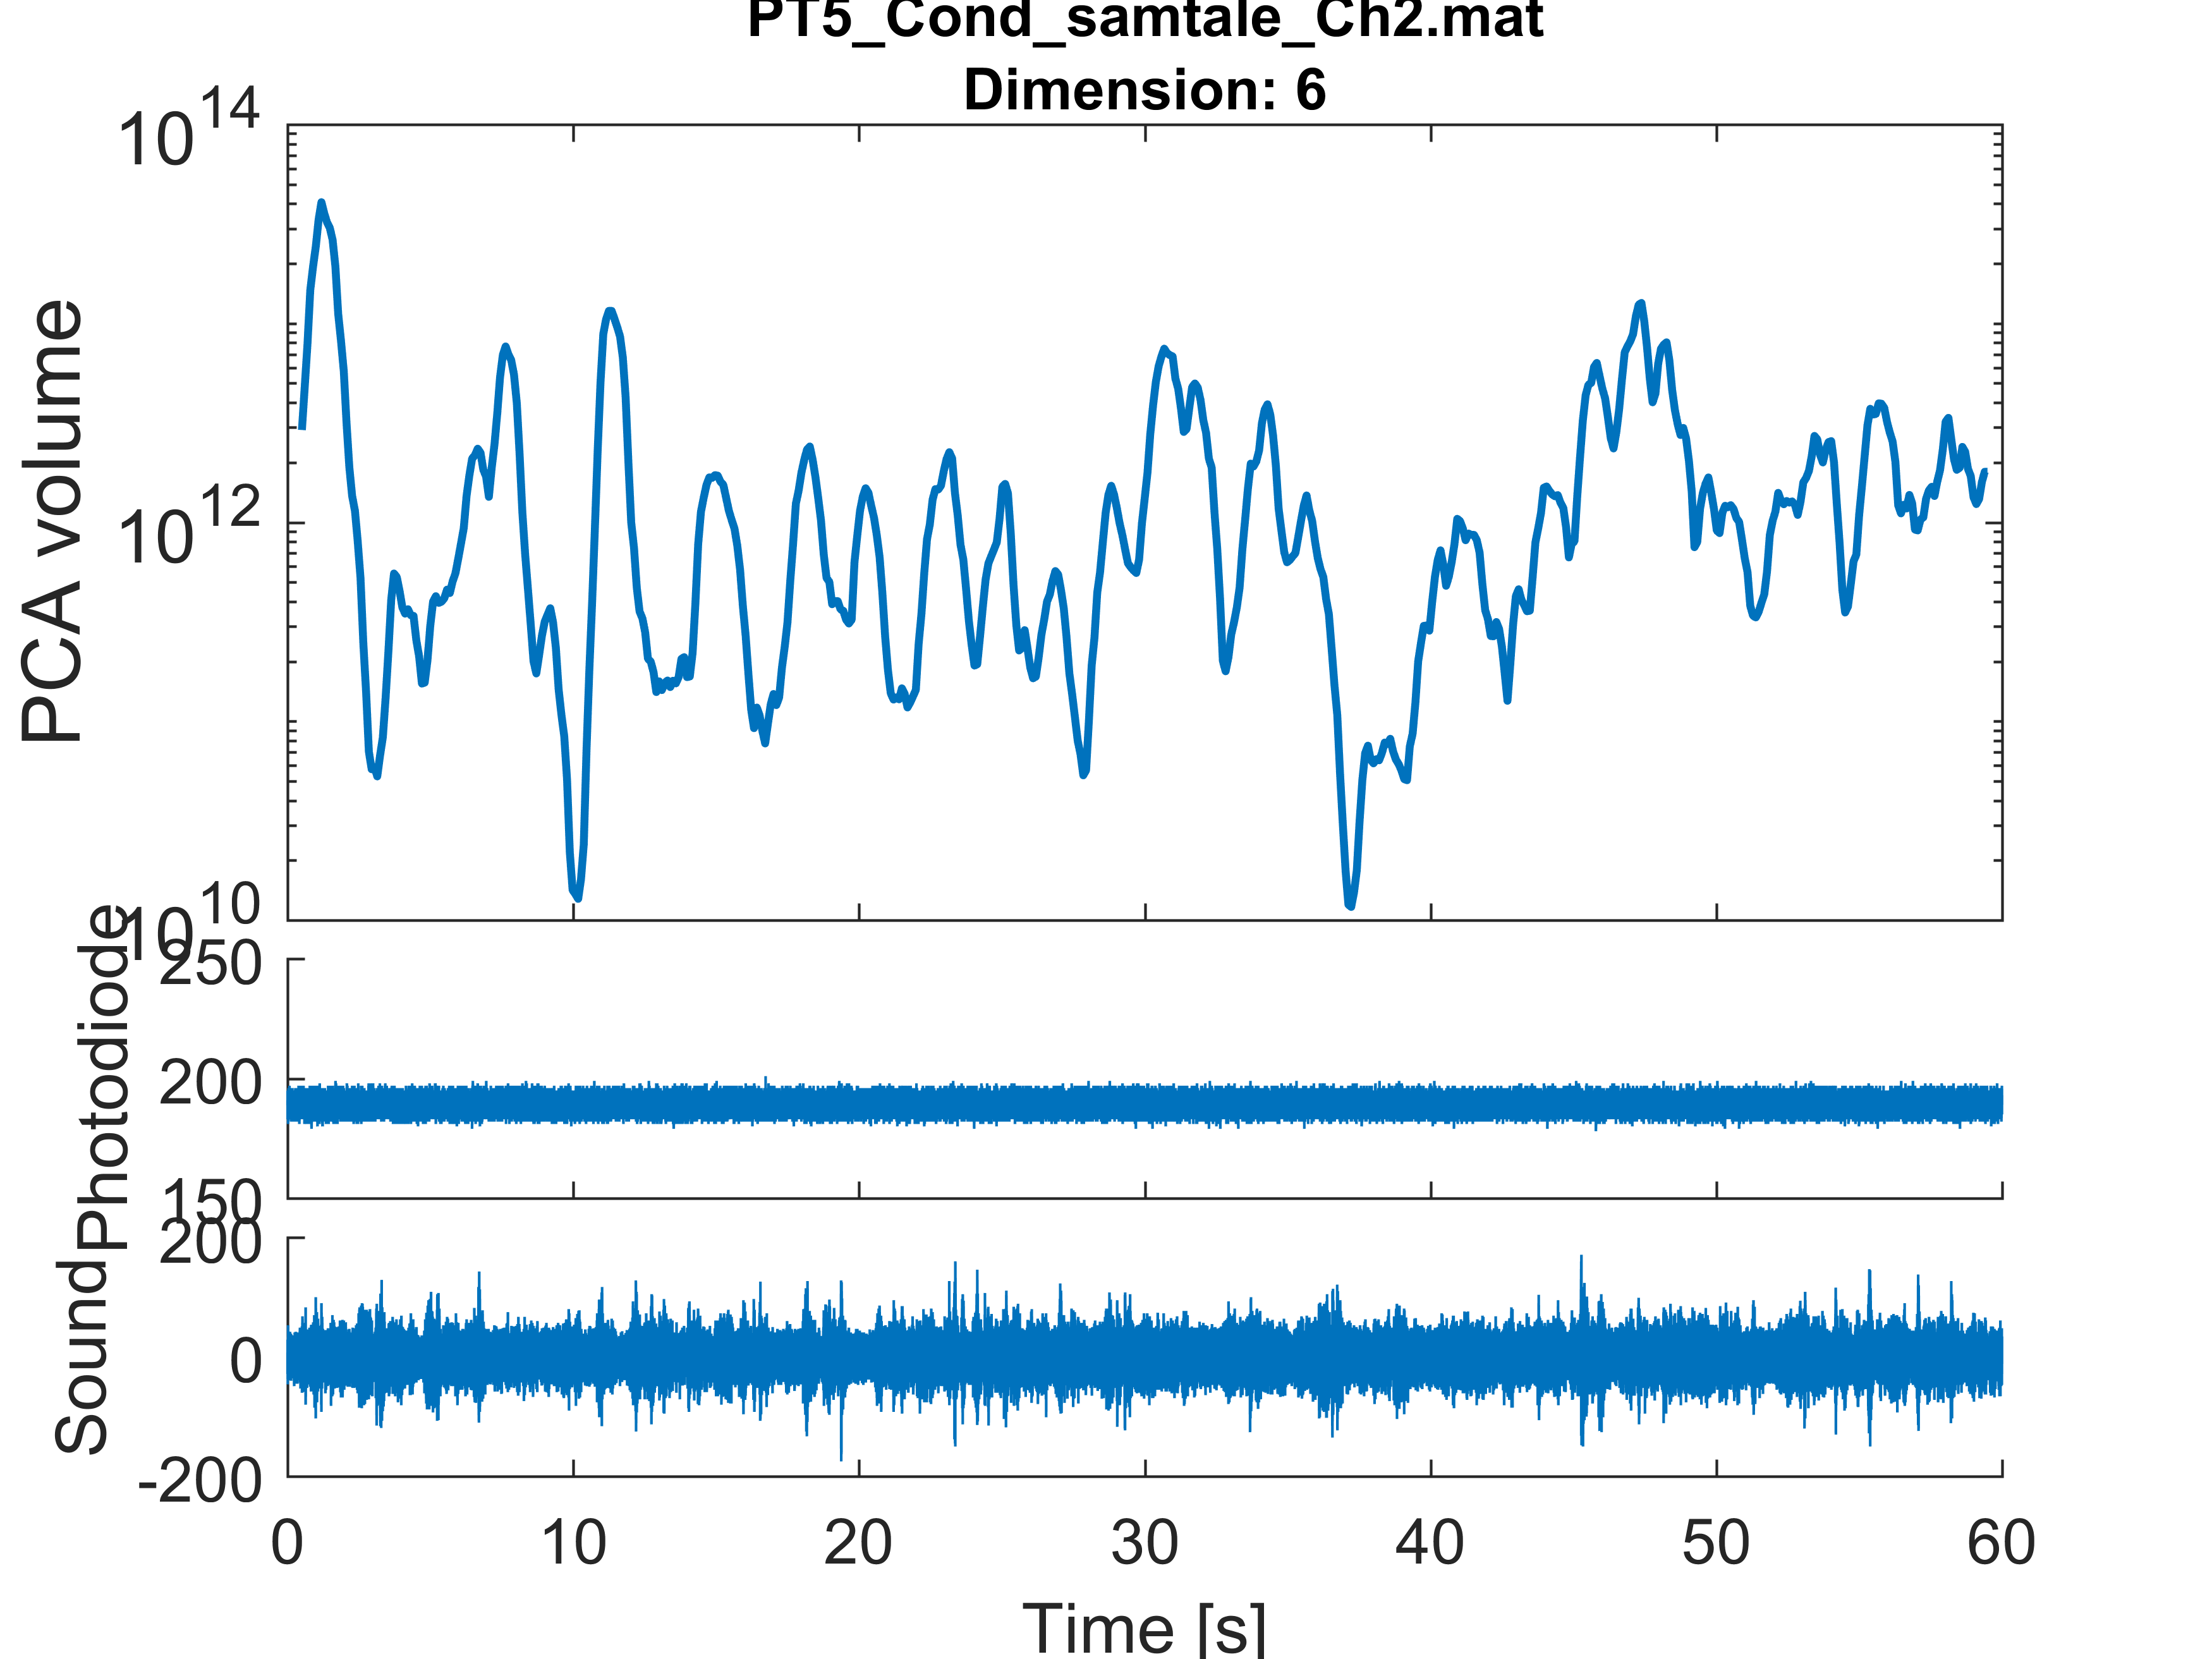 PT5_Cond_samtale_Ch2.mat
Dimension: 6
10^14
10^12
10^10
PCA volume
250
200
150
Photodiode
200
0
-200
Sound
0 10 20 30 40 50 60
Time [s]